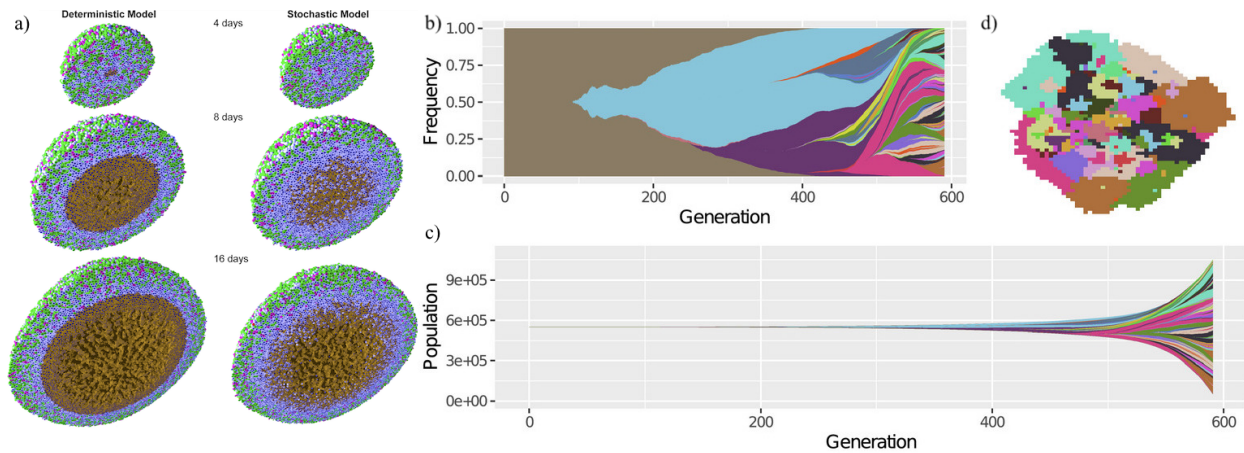 a)
Deterministic Model
4 days
Stochastic Model
8 days
16 days
b)
Frequency
1.00
0.75
0.50
0.25
0.00
0
200
400
600
Generation
d)
c)
Population
9e+05
6e+05
3e+05
0e+00
0
200
400
600
Generation